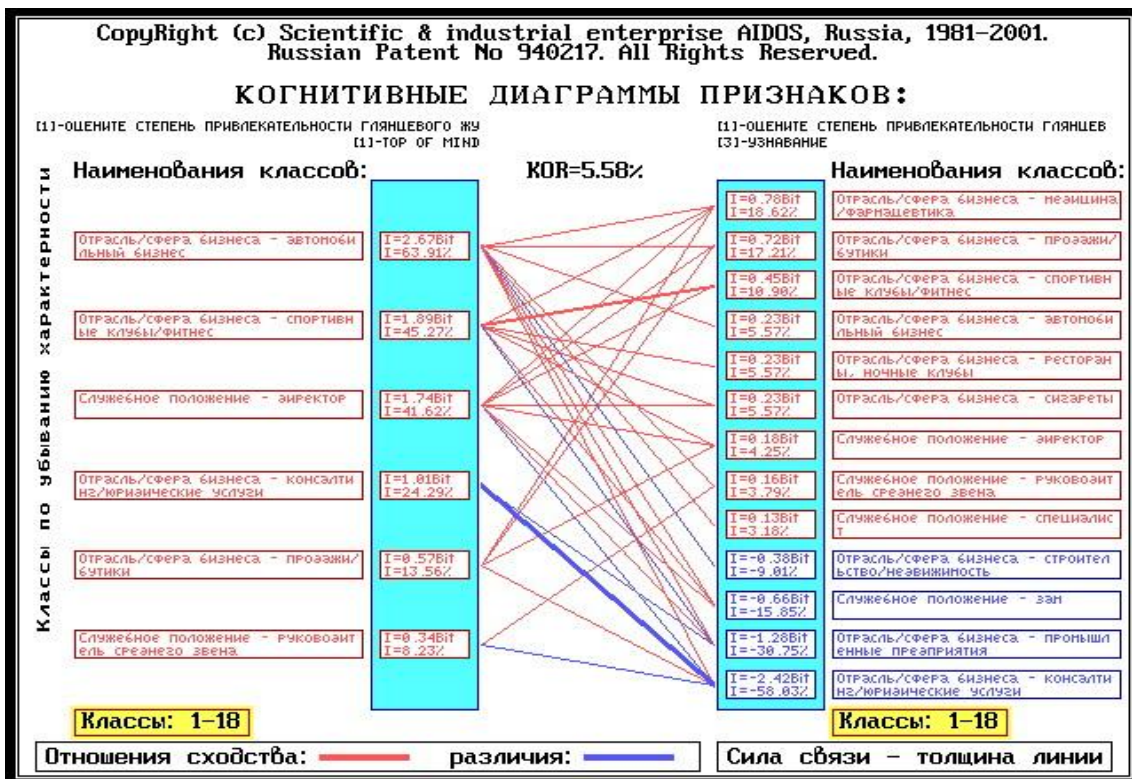 CopyRight (c) Scientific & industrial enterprise AIDOS, Russia, 1981-2001.
Russian Patent No 940217. All Rights Reserved.
КОГНИТИВНЫЕ ДИАГРАММЫ ПРИЗНАКОВ:
[1]-ОЦЕНИТЕ СТЕПЕНЬ ПРИВЛЕКАТЕЛЬНОСТИ ГЛЯНЦЕВОГО ЖУ
[1]-TOP OF MIND
[1]-ОЦЕНИТЕ СТЕПЕНЬ ПРИВЛЕКАТЕЛЬНОСТИ ГЛЯНЦЕВ
[3]-УЗНАВАНИЕ
Наименования классов:
KOR=5.58%
Наименования классов:
Классы по убыванию характерности
Отрасль/сфера бизнеса - автомоби
льный бизнес
I=2.67Bit
I=63.91%
Отрасль/сфера бизнеса - спортивн
ые клубы/фитнес
I=1.89Bit
I=45.27%
Служебное положение - директор
I=1.74Bit
I=41.62%
Отрасль/сфера бизнеса - консалти
нг/юридические услуги
I=1.01Bit
I=24.29%
Отрасль/сфера бизнеса - продажи/
бутики
I=0.57Bit
I=13.56%
Служебное положение - руководит
ель среднего звена
I=0.34Bit
I=8.23%
I=0.78Bit
I=18.62%
Отрасль/сфера бизнеса - медицина
/фармацевтика
I=0.72Bit
I=17.21%
Отрасль/сфера бизнеса - продажи/
бутики
I=0.45Bit
I=10.90%
Отрасль/сфера бизнеса - спортивн
ые клубы/фитнес
I=0.23Bit
I=5.57%
Отрасль/сфера бизнеса - автомоби
льный бизнес
I=0.23Bit
I=5.57%
Отрасль/сфера бизнеса - ресторан
ы, ночные клубы
I=0.23Bit
I=5.57%
Отрасль/сфера бизнеса - сигареты
I=0.18Bit
I=4.25%
Служебное положение - директор
I=0.16Bit
I=3.79%
Служебное положение - руководит
ель среднего звена
I=0.13Bit
I=3.18%
Служебное положение - специалис
т
I=-0.38Bit
I=-9.01%
Отрасль/сфера бизнеса - строител
ьство/недвижимость
I=-0.66Bit
I=-15.85%
Служебное положение - зам
I=-1.28Bit
I=-30.75%
Отрасль/сфера бизнеса - промышл
енные предприятия
I=-2.42Bit
I=-58.03%
Отрасль/сфера бизнеса - консалти
нг/юридические услуги
Классы: 1-18
Классы: 1-18
Отношения сходства:
различия:
Сила связи - толщина линии